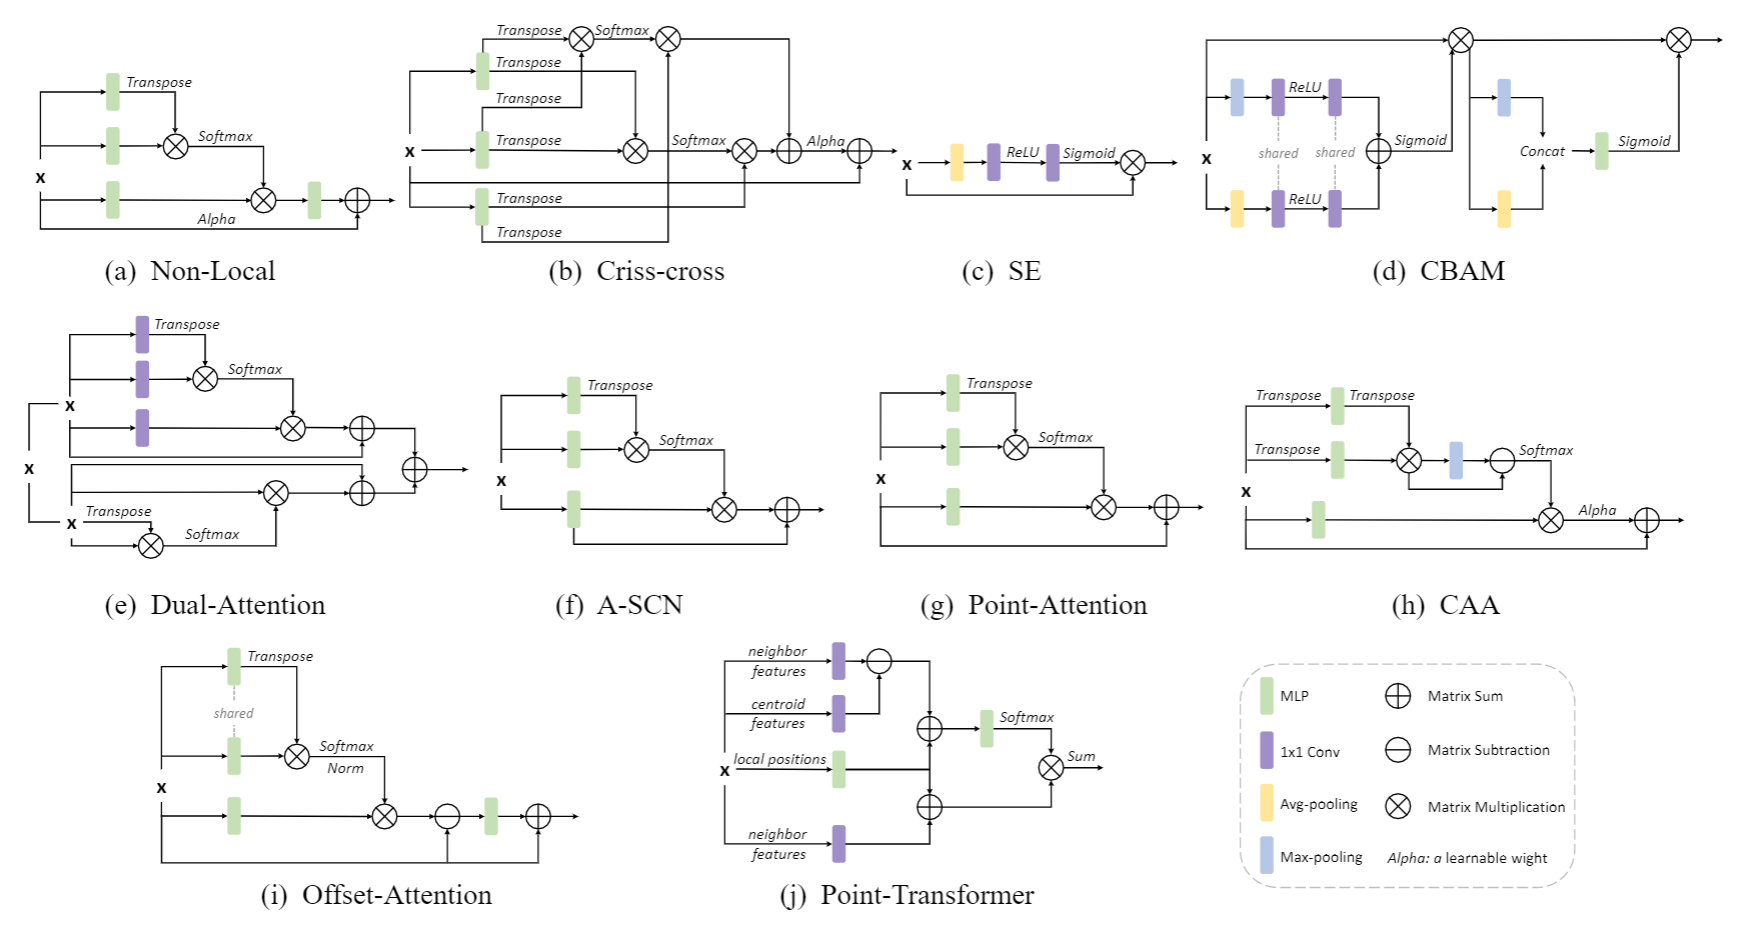 Transpose
Softmax
X
Alpha
(a) Non-Local
Transpose
Softmax
Transpose
Transpose
X
Transpose
Softmax
Alpha
Transpose
Transpose
(b) Criss-cross
X
ReLU
Sigmoid
(c) SE
X
ReLU
shared
shared
Sigmoid
ReLU
Concat
Sigmoid
(d) CBAM
Transpose
Softmax
X
X
X
Transpose
Softmax
(e) Dual-Attention
Transpose
Softmax
X
(f) A-SCN
Transpose
Softmax
X
(g) Point-Attention
Transpose
Transpose
Transpose
Softmax
X
Alpha
(h) CAA
Transpose
shared
Softmax
Norm
X
(i) Offset-Attention
neighbor
features
centroid
features
Softmax
X
local positions
Sum
neighbor
features
(j) Point-Transformer
MLP
Matrix Sum
1x1 Conv
Matrix Subtraction
Avg-pooling
Matrix Multiplication
Max-pooling
Alpha: a learnable wight